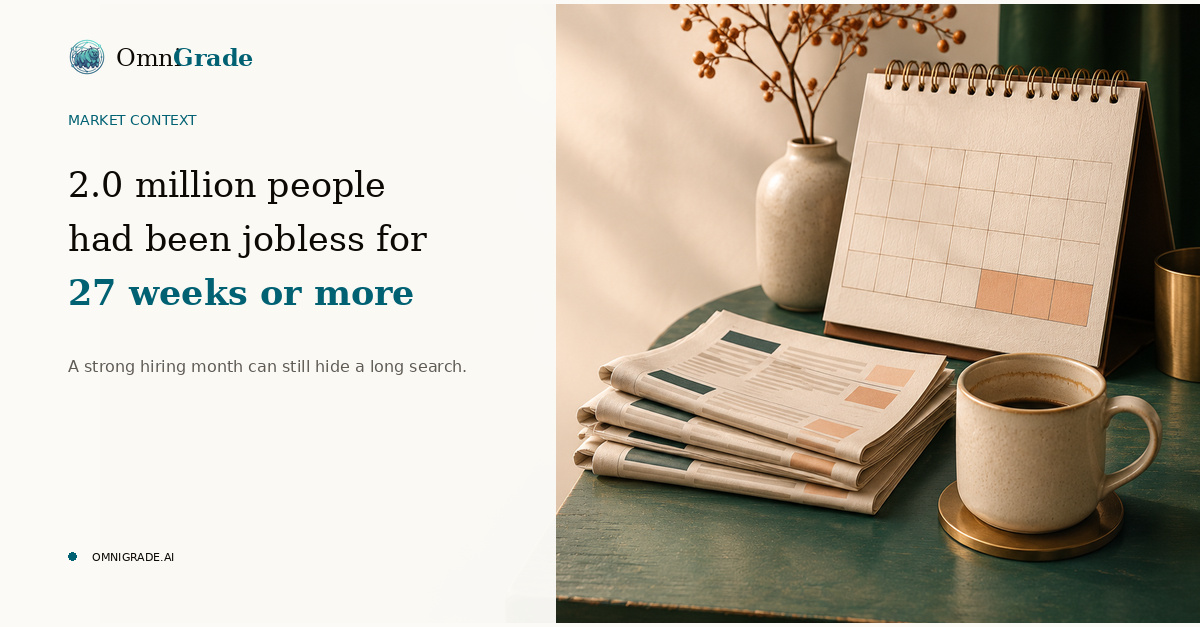 OmniGrade
MARKET CONTEXT
2.0 million people
had been jobless for
27 weeks or more
A strong hiring month can still hide a long search.
OMNIGRADE.AI